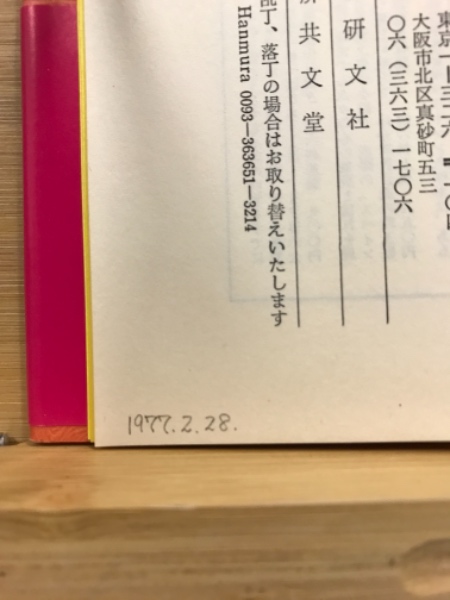 大阪市北区真砂町五三
〇六(三六三)一七〇六
研文社
共文堂
丁、落丁の場合はお取り替えいたします
Hanmura 0093—363651—3214
1977.2.28.